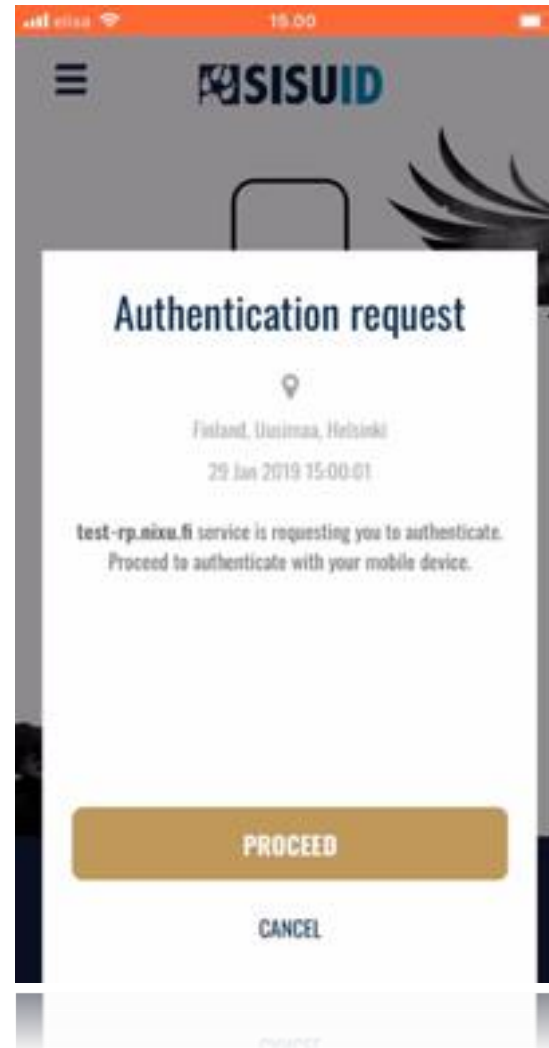 elisa 15.00
SISUID
Authentication request
Finland, Uusimaa, Helsinki
29 Jan 2019 15:00:01
test-rp.nixu.fi service is requesting you to authenticate.
Proceed to authenticate with your mobile device.
PROCEED
CANCEL
CANCEL